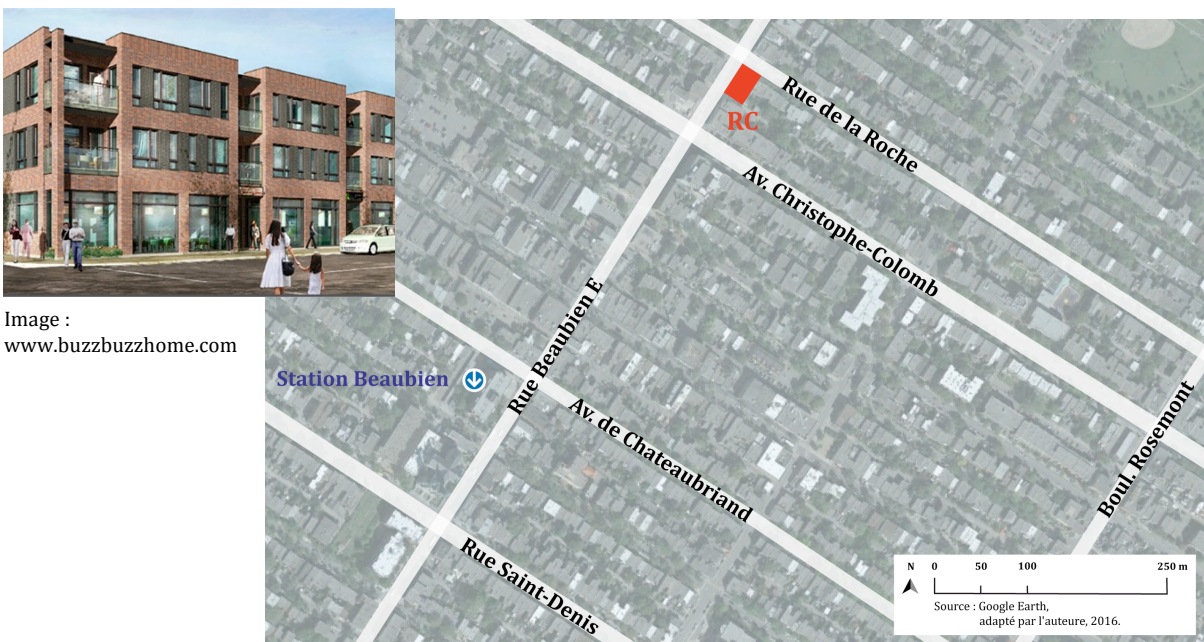 Image :
www.buzzbuzzhome.com
RC
Rue de la Roche
Av. Christophe-Colomb
Rue Beaubien E
Station Beaubien
Av. de Chateaubriand
Boul. Rosemont
Rue Saint-Denis
N 0 50 100 250 m
Source : Google Earth,
adapté par l'auteure, 2016.